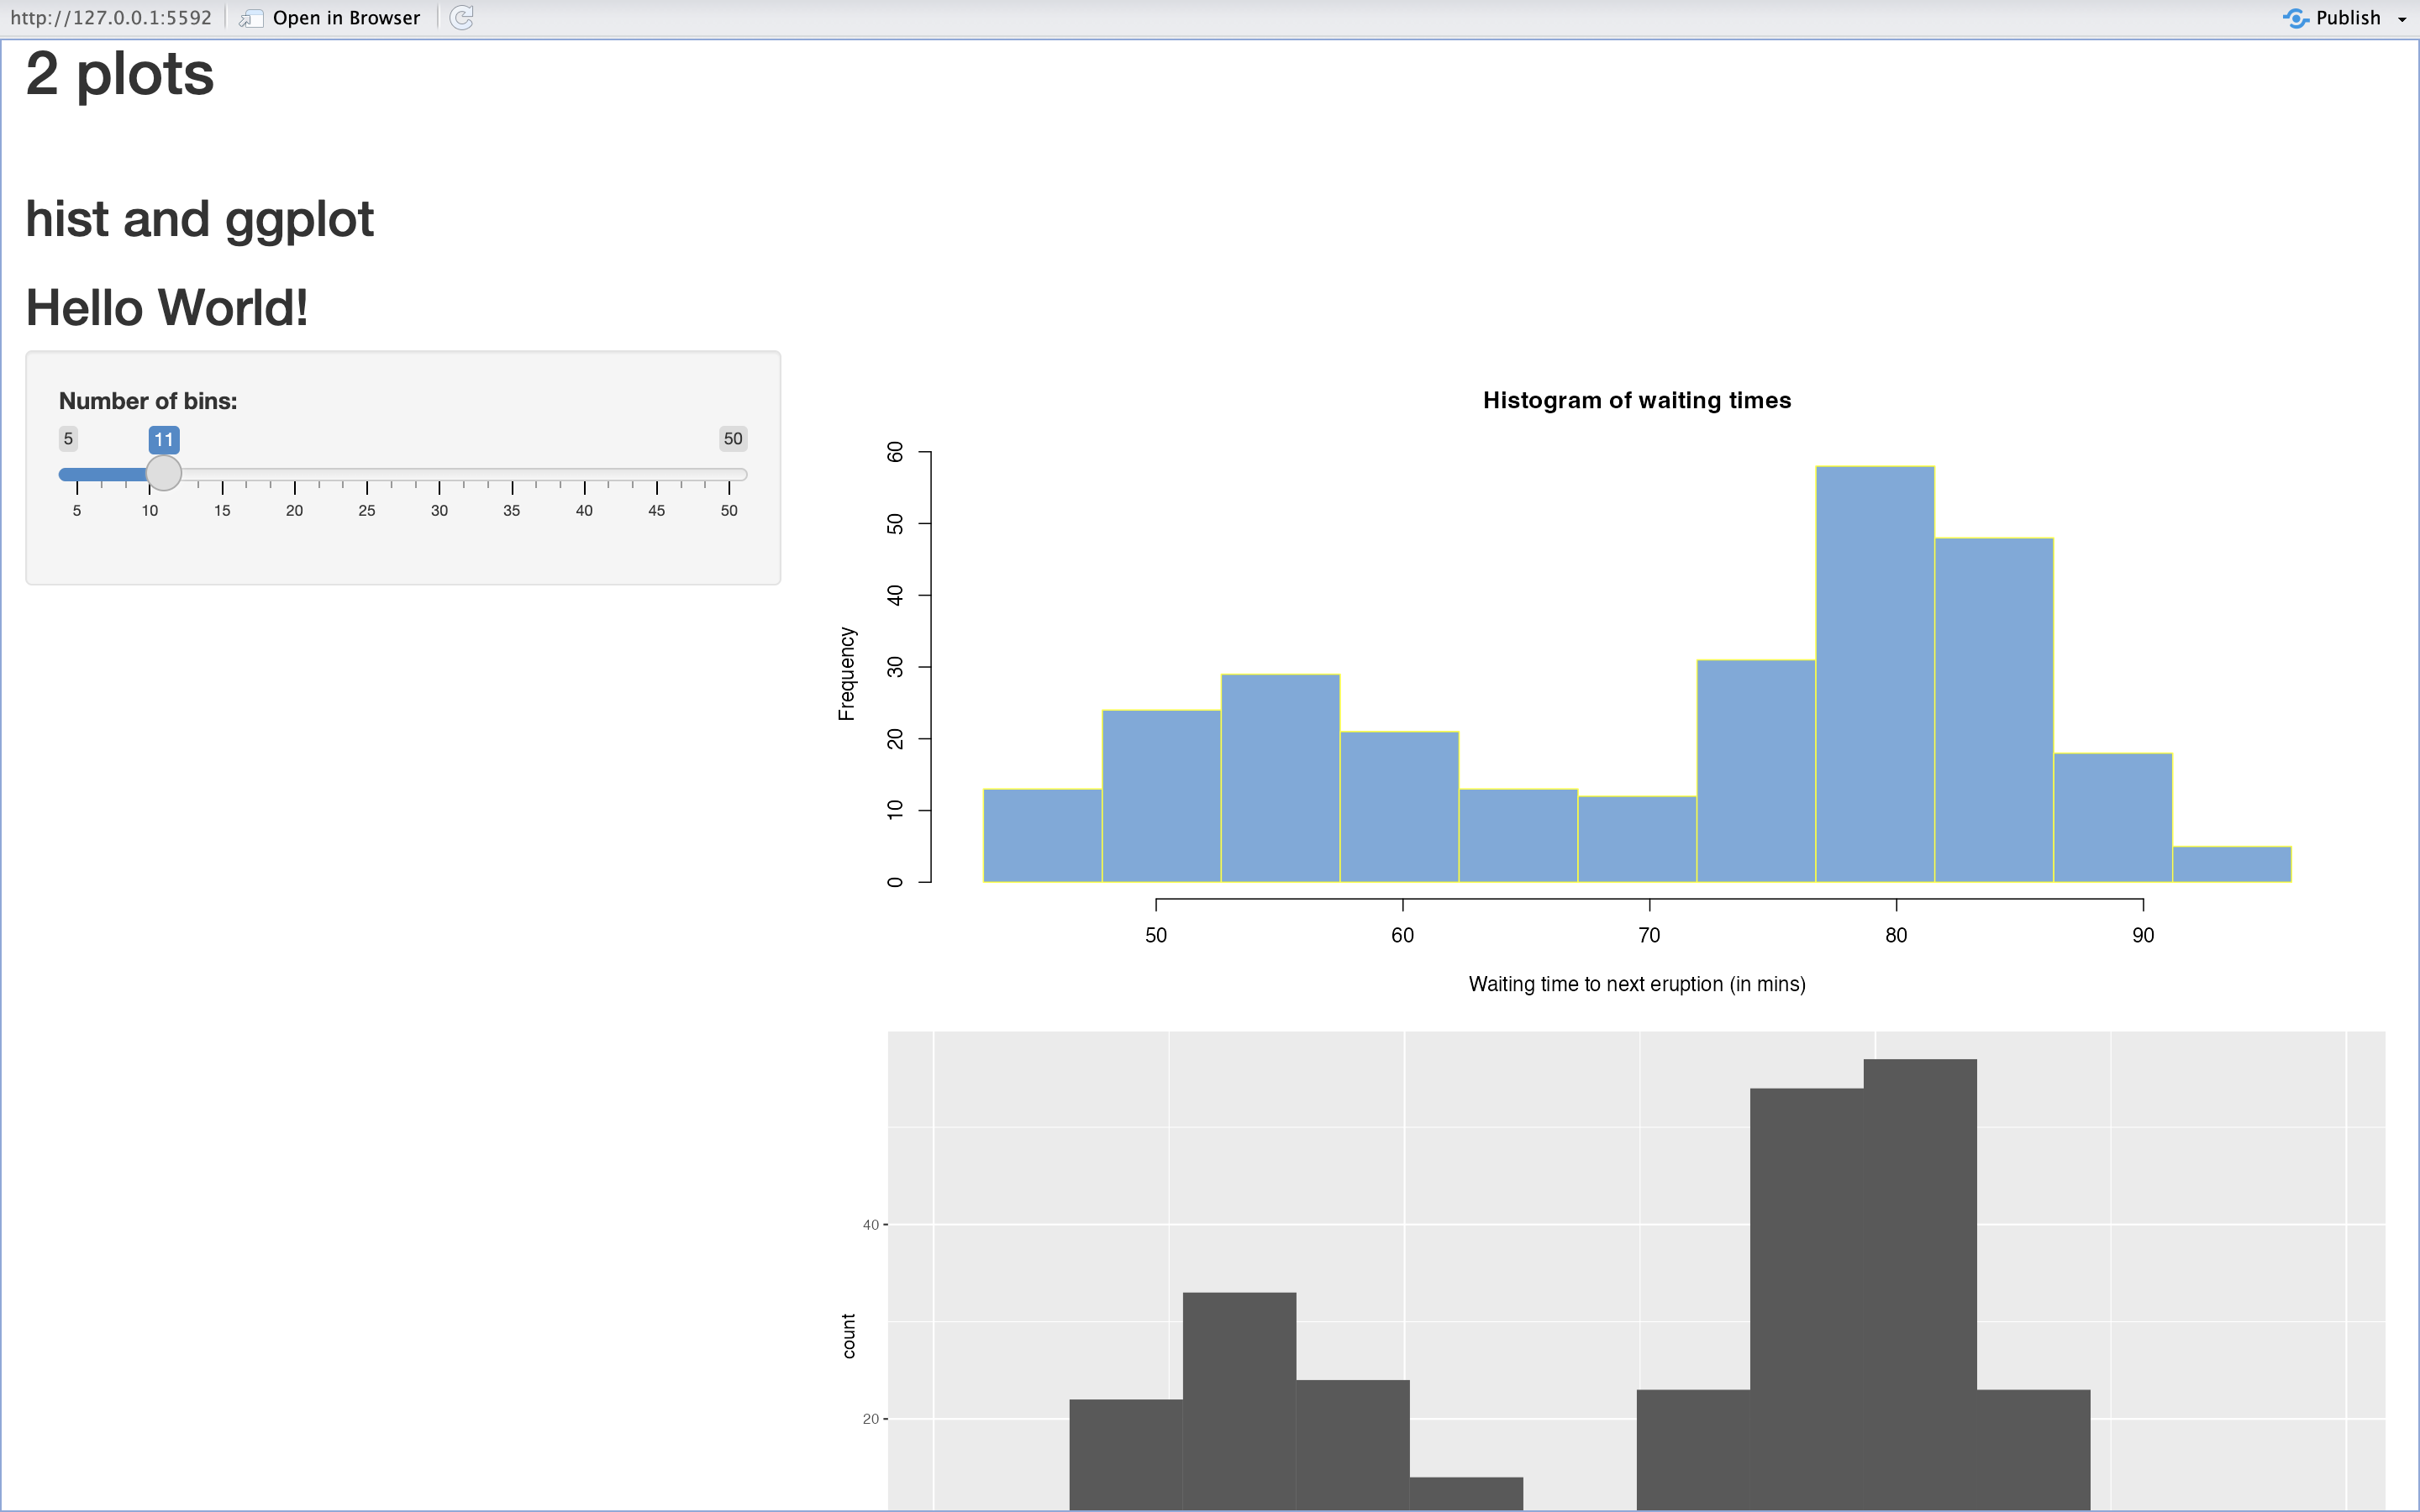 http://127.0.0.1:5592 Open in Browser Publish
2 plots
hist and ggplot
Hello World!
Number of bins:
5 11 50
5 10 15 20 25 30 35 40 45 50
Histogram of waiting times
60
50
40
30
20
10
0
Frequency
50 60 70 80 90
Waiting time to next eruption (in mins)
40
20
count